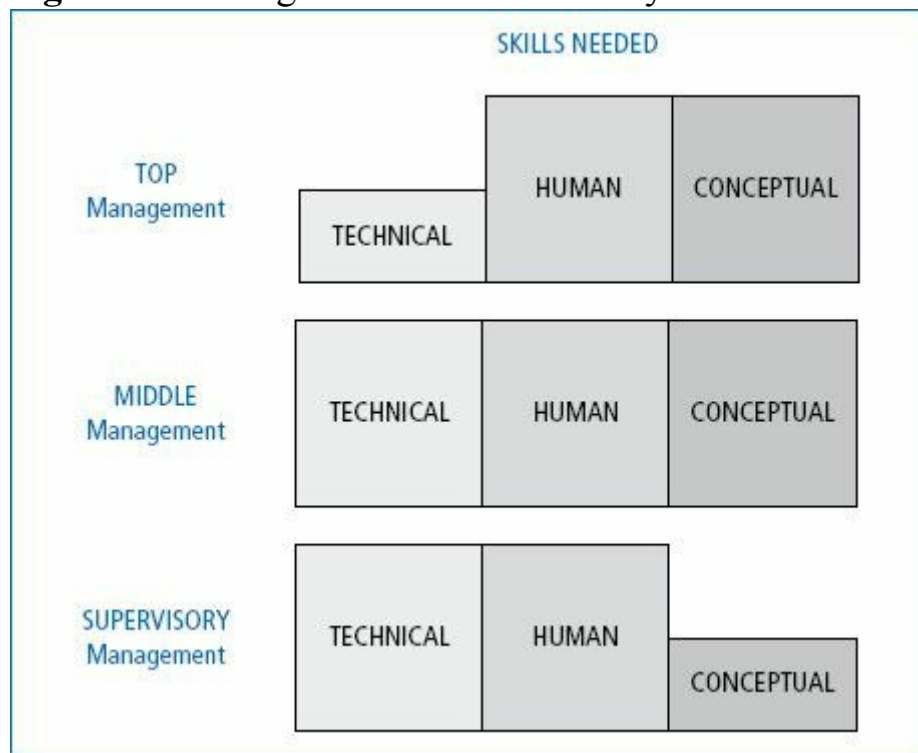 SKILLS NEEDED
TOP
Management
TECHNICAL
HUMAN
CONCEPTUAL
MIDDLE
Management
TECHNICAL
HUMAN
CONCEPTUAL
SUPERVISORY
Management
TECHNICAL
HUMAN
CONCEPTUAL